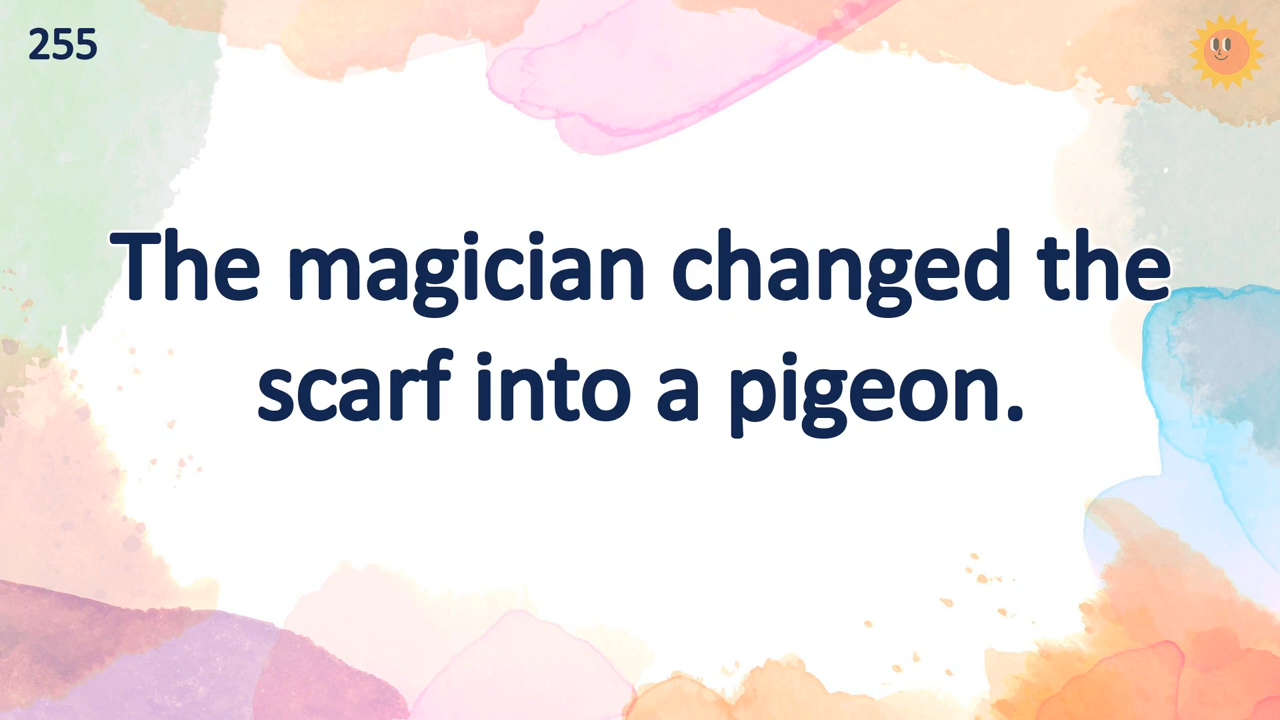 255
The magician changed the
scarf into a pigeon.